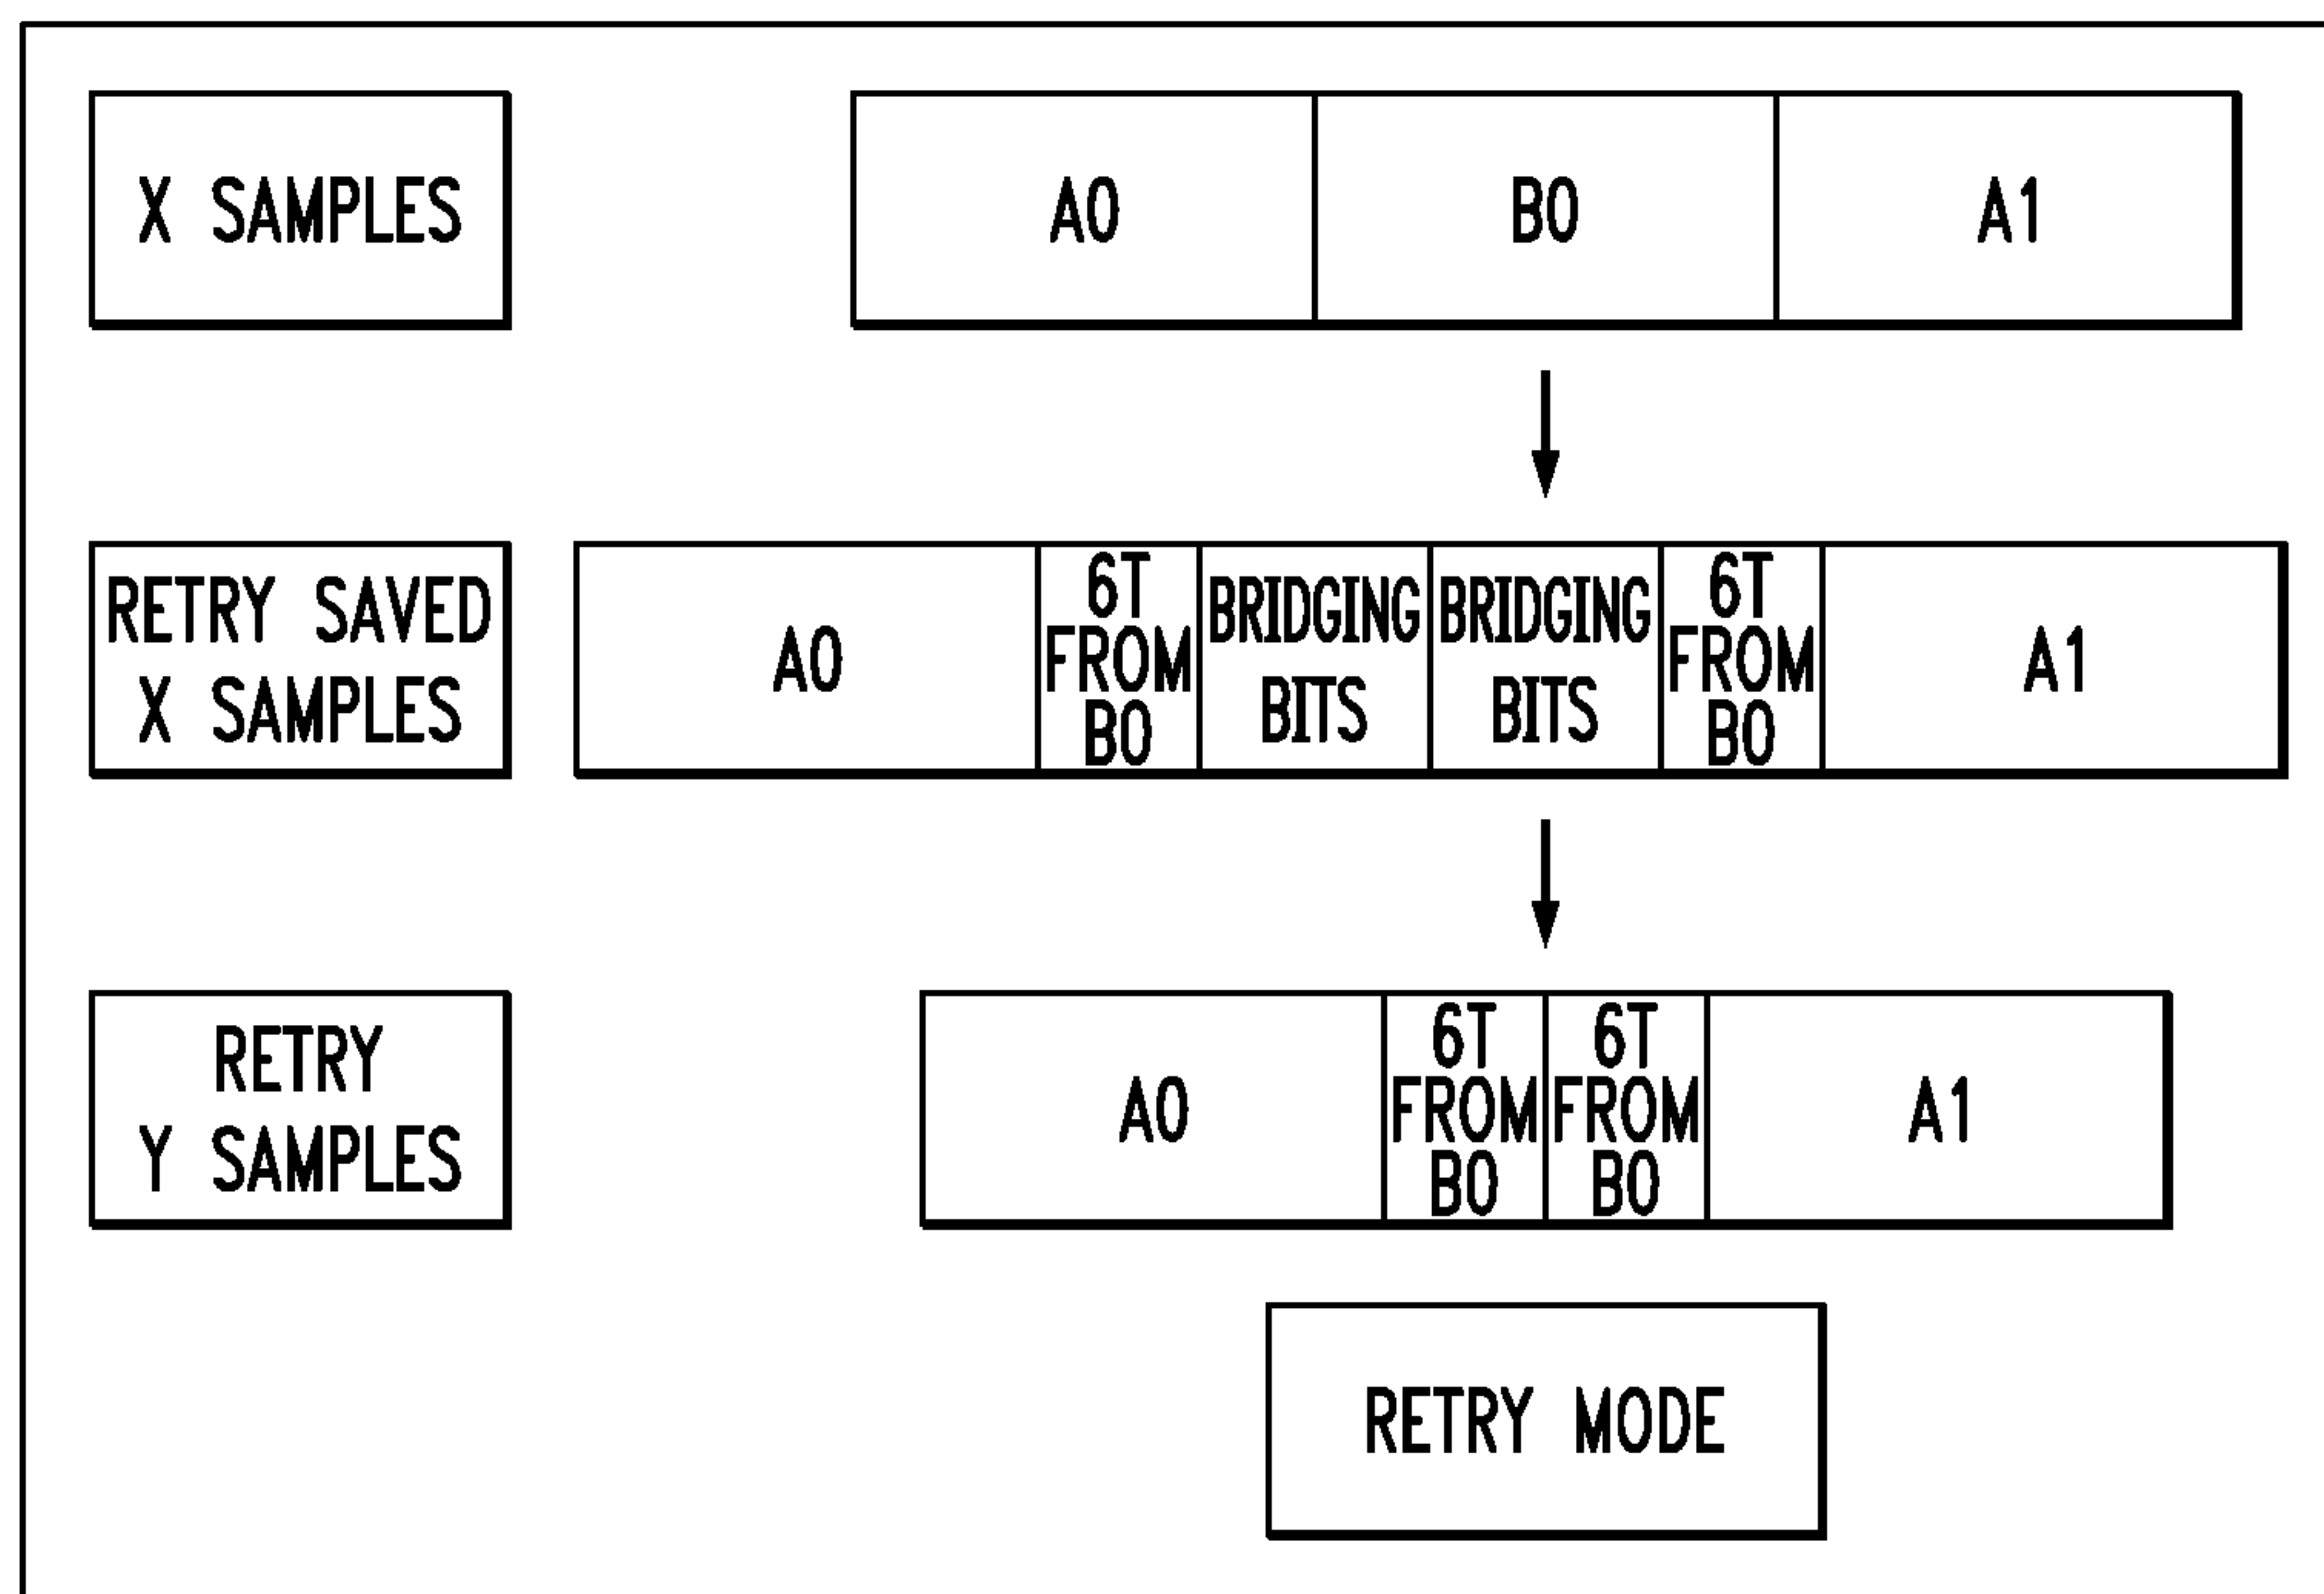 X SAMPLES
A0
B0
A1
RETRY SAVED
X SAMPLES
A0
6T
FROM
B0
BRIDGING
BITS
BRIDGING
BITS
6T
FROM
B0
A1
RETRY
Y SAMPLES
A0
6T
FROM
B0
6T
FROM
B0
A1
RETRY MODE